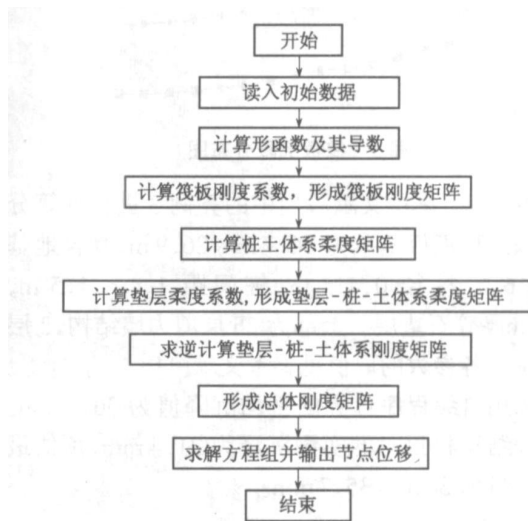 开始
读入初始数据
计算形函数及其导数
计算筏板刚度系数，形成筏板刚度矩阵
计算桩土体系柔度矩阵
计算垫层柔度系数,形成垫层-桩-土体系柔度矩阵
求逆计算垫层-桩-土体系刚度矩阵
形成总体刚度矩阵
求解方程组并输出节点位移
结束